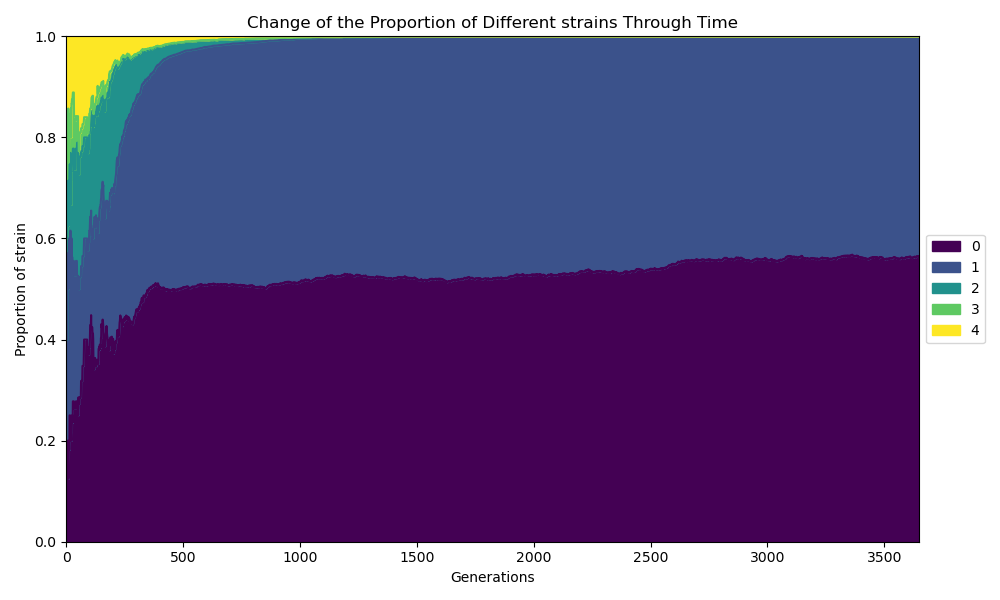 Change of the Proportion of Different strains Through Time
1.0
0.8
0.6
0.4
0.2
0.0
Proportion of strain
0 500 1000 1500 2000 2500 3000 3500
Generations
0
1
2
3
4